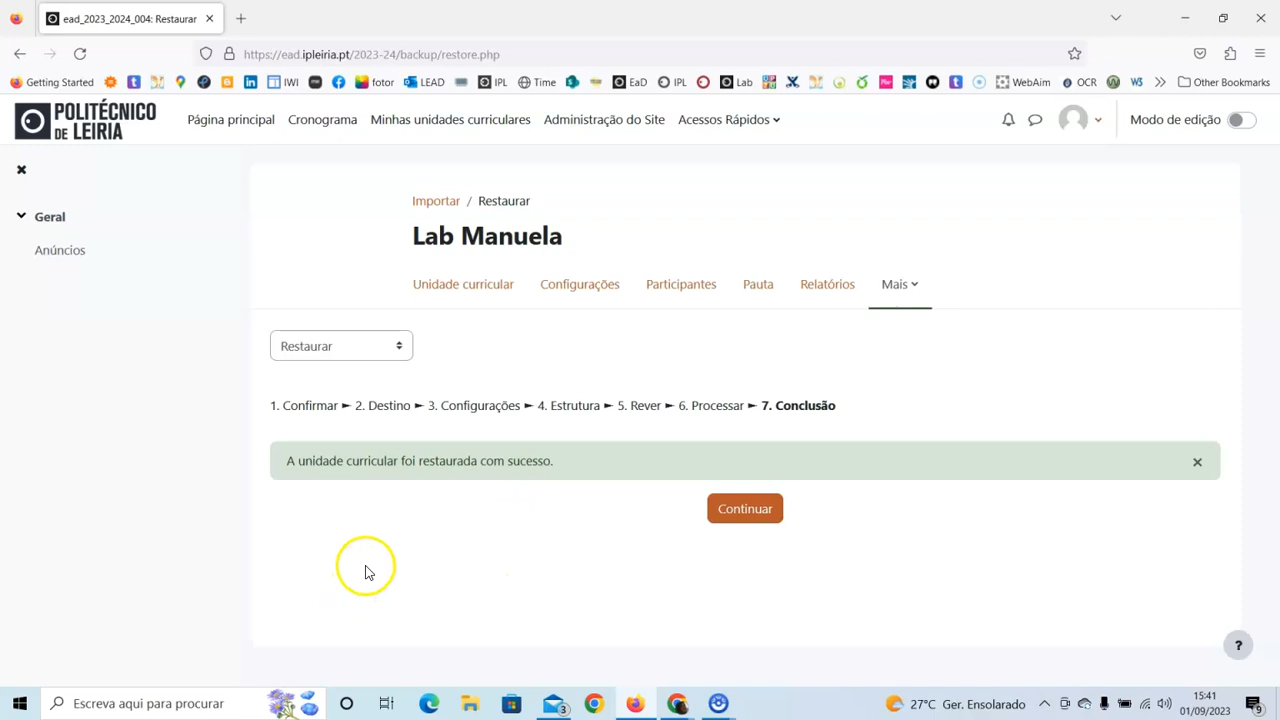 ead_2023_2024_004: Restaurar
https://ead.ipleiria.pt/2023-24/backup/restore.php
Getting Started
IWI
fotor
LEAD
IPL
Time
EaD
IPL
Lab
WebAim
OCR
Other Bookmarks
POLITÉCNICO
DE LEIRIA
Página principal
Cronograma
Minhas unidades curriculares
Administração do Site
Acessos Rápidos
Modo de edição
Geral
Anúncios
Importar / Restaurar
Lab Manuela
Unidade curricular
Configurações
Participantes
Pauta
Relatórios
Mais
Restaurar
1. Confirmar ► 2. Destino ► 3. Configurações ► 4. Estrutura ► 5. Rever ► 6. Processar ► 7. Conclusão
A unidade curricular foi restaurada com sucesso.
Continuar
?
Escreva aqui para procurar
3
27°C Ger. Ensolarado
15:41
01/09/2023
9